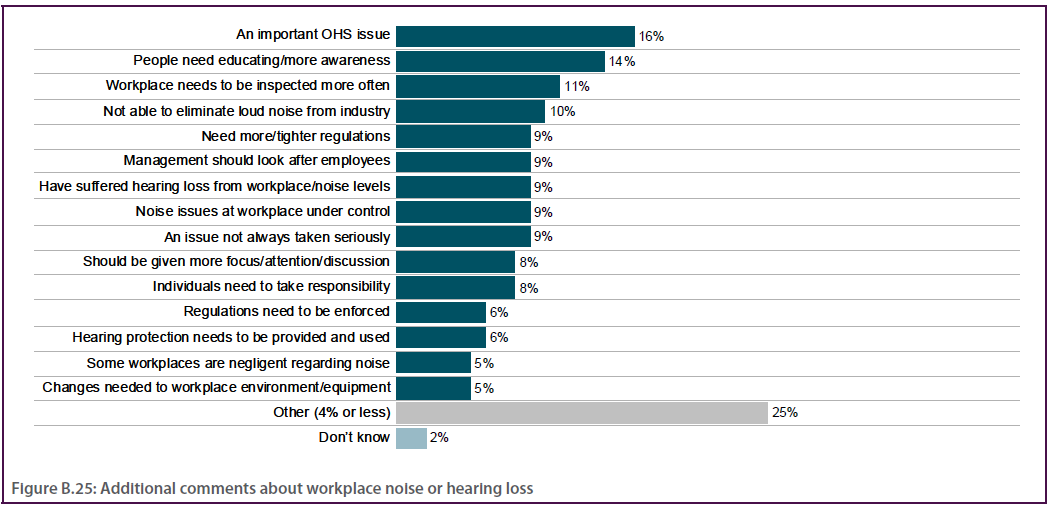 An important OHS issue 16%
People need educating/more awareness 14%
Workplace needs to be inspected more often 11%
Not able to eliminate loud noise from industry 10%
Need more/tighter regulations 9%
Management should look after employees 9%
Have suffered hearing loss from workplace/noise levels 9%
Noise issues at workplace under control 9%
An issue not always taken seriously 9%
Should be given more focus/attention/discussion 8%
Individuals need to take responsibility 8%
Regulations need to be enforced 6%
Hearing protection needs to be provided and used 6%
Some workplaces are negligent regarding noise 5%
Changes needed to workplace environment/equipment 5%
Other (4% or less) 25%
Don't know 2%
Figure B.25: Additional comments about workplace noise or hearing loss